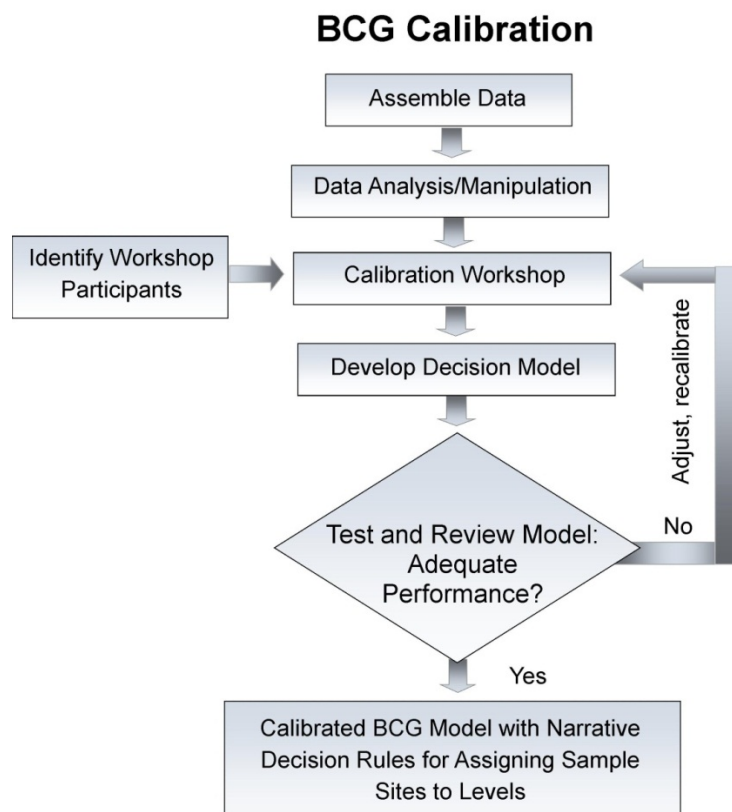 BCG Calibration
Assemble Data
Data Analysis/Manipulation
Identify Workshop
Participants
Calibration Workshop
Develop Decision Model
Adjust, recalibrate
Test and Review Model:
Adequate
Performance?
No
Yes
Calibrated BCG Model with Narrative
Decision Rules for Assigning Sample
Sites to Levels